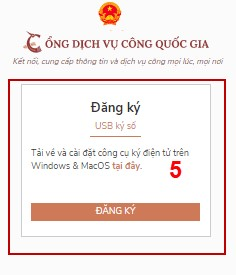 CỔNG DỊCH VỤ CÔNG QUỐC GIA
Kết nối, cung cấp thông tin và dịch vụ công mọi lúc, mọi nơi
Đăng ký
USB ký số
Tải về và cài đặt công cụ ký điện tử trên
Windows & MacOS tại đây.
5
ĐĂNG KÝ